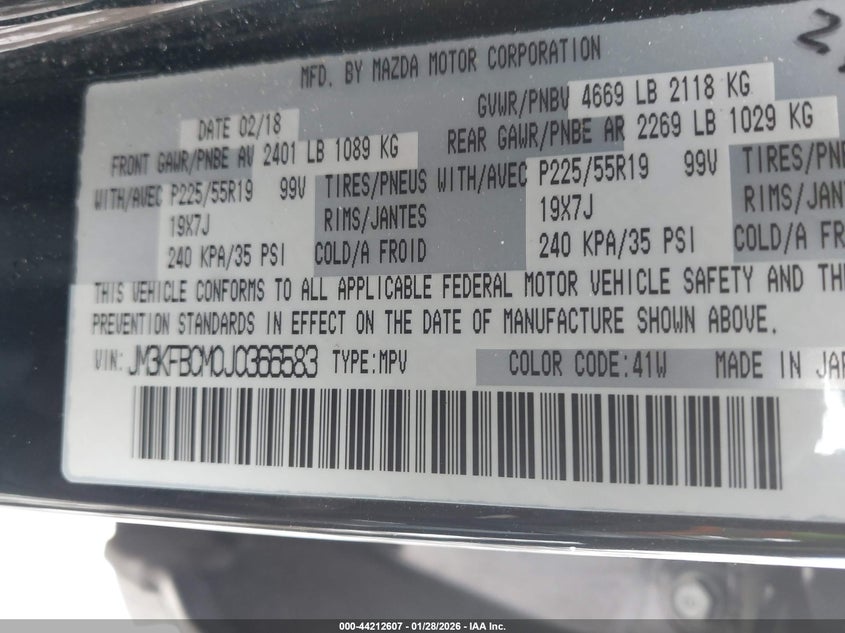 MFD. BY MAZDA MOTOR CORPORATION
DATE 02/18 GVWR/PNBV 4669 LB 2118 KG
FRONT GAWR/PNBE AV 2401 LB 1089 KG REAR GAWR/PNBE AR 2269 LB 1029 KG
WITH/AVEC P225/55R19 99V TIRES/PNEUS WITH/AVEC P225/55R19 99V TIRES/PNE
19X7J RIMS/JANTES 19X7J RIMS/JAN
240 KPA/35 PSI COLD/A FROID 240 KPA/35 PSI COLD/A FR
THIS VEHICLE CONFORMS TO ALL APPLICABLE FEDERAL MOTOR VEHICLE SAFETY AND THE
PREVENTION STANDARDS IN EFFECT ON THE DATE OF MANUFACTURE SHOWN ABOVE.
VIN: JM3KFBCM0J0366583 TYPE:MPV COLOR CODE:41W MADE IN JAP
000-44212607 - 01/28/2026 - IAA Inc.